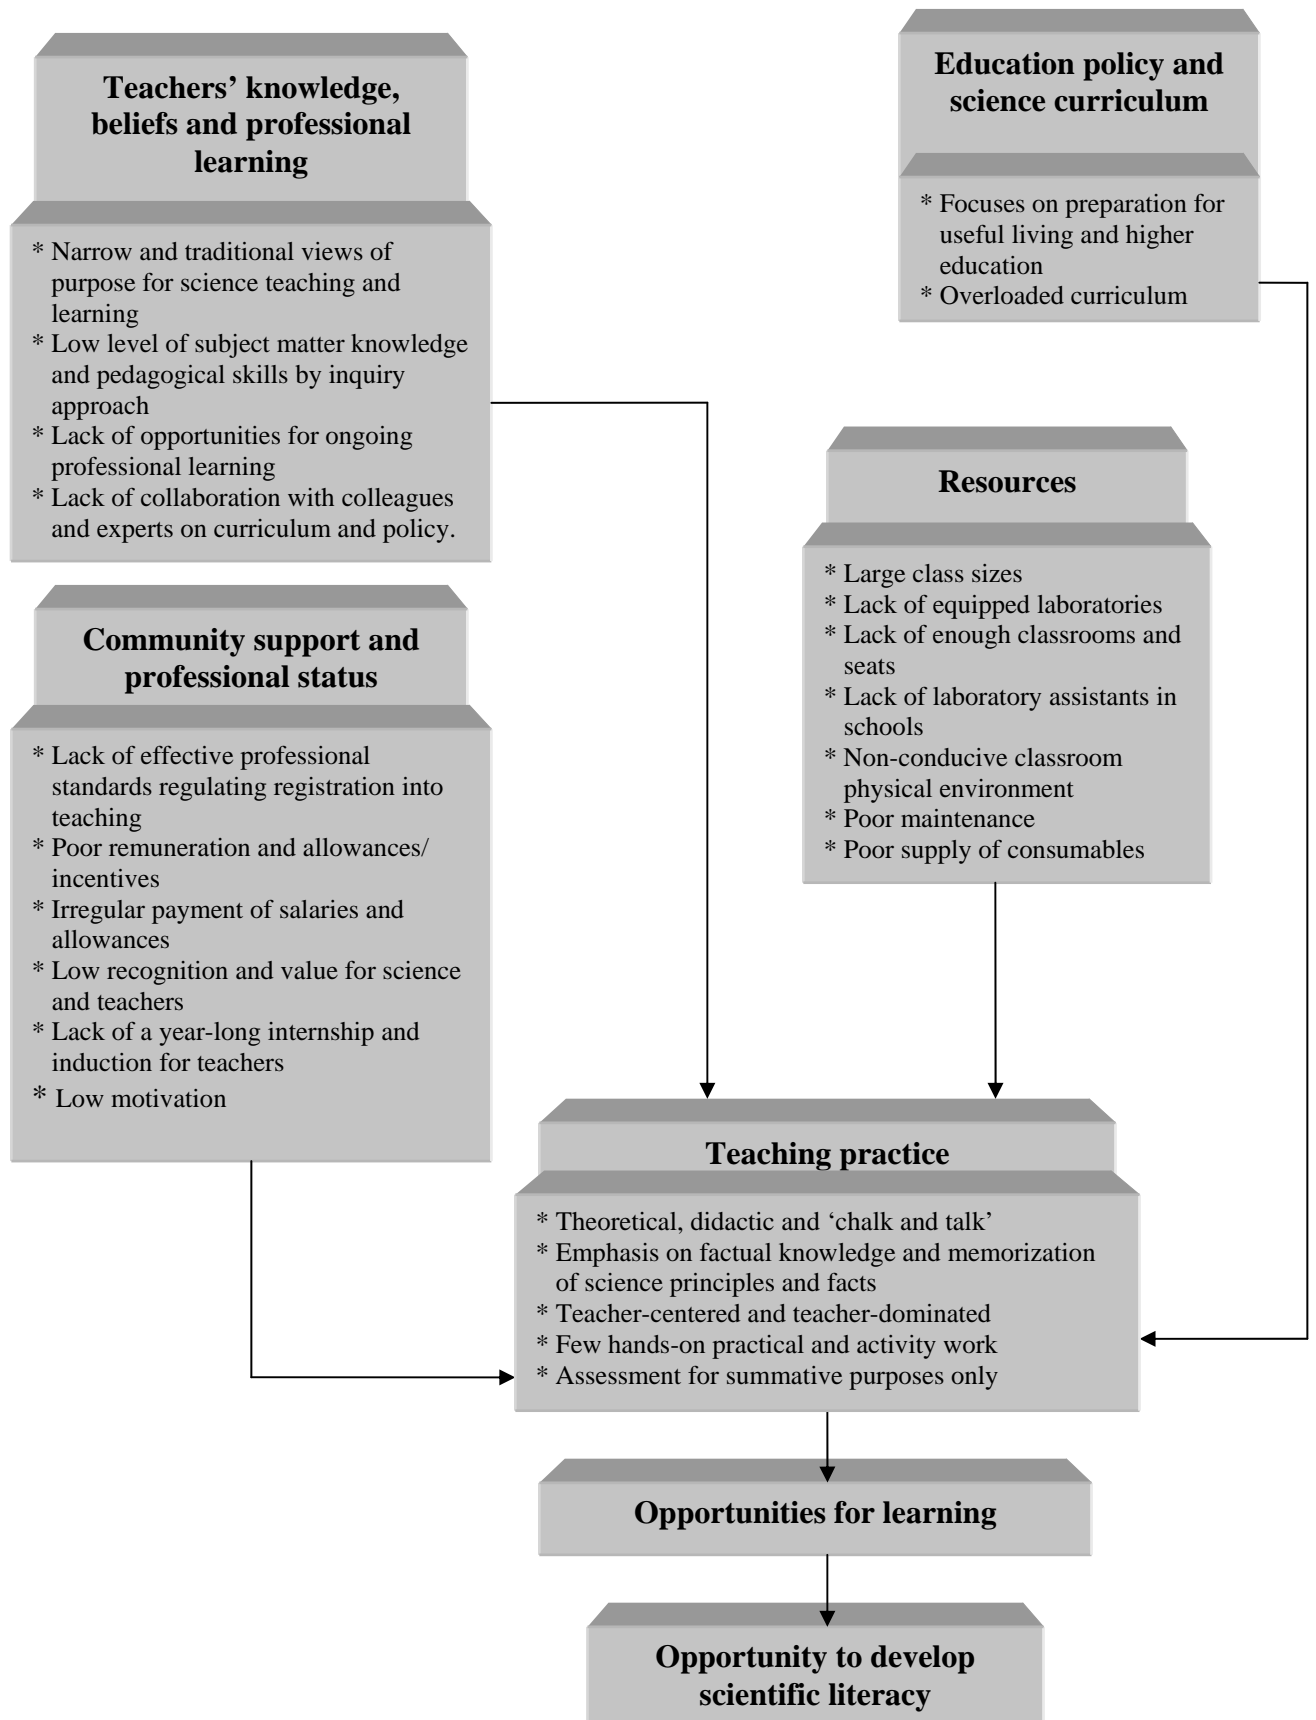 Teachers’ knowledge,
beliefs and professional
learning
* Narrow and traditional views of
purpose for science teaching and
learning
* Low level of subject matter knowledge
and pedagogical skills by inquiry
approach
* Lack of opportunities for ongoing
professional learning
* Lack of collaboration with colleagues
and experts on curriculum and policy.
Education policy and
science curriculum
* Focuses on preparation for
useful living and higher
education
* Overloaded curriculum
Community support and
professional status
* Lack of effective professional
standards regulating registration into
teaching
* Poor remuneration and allowances/
incentives
* Irregular payment of salaries and
allowances
* Low recognition and value for science
and teachers
* Lack of a year-long internship and
induction for teachers
* Low motivation
Resources
* Large class sizes
* Lack of equipped laboratories
* Lack of enough classrooms and
seats
* Lack of laboratory assistants in
schools
* Non-conducive classroom
physical environment
* Poor maintenance
* Poor supply of consumables
Teaching practice
* Theoretical, didactic and ‘chalk and talk’
* Emphasis on factual knowledge and memorization
of science principles and facts
* Teacher-centered and teacher-dominated
* Few hands-on practical and activity work
* Assessment for summative purposes only
Opportunities for learning
Opportunity to develop
scientific literacy